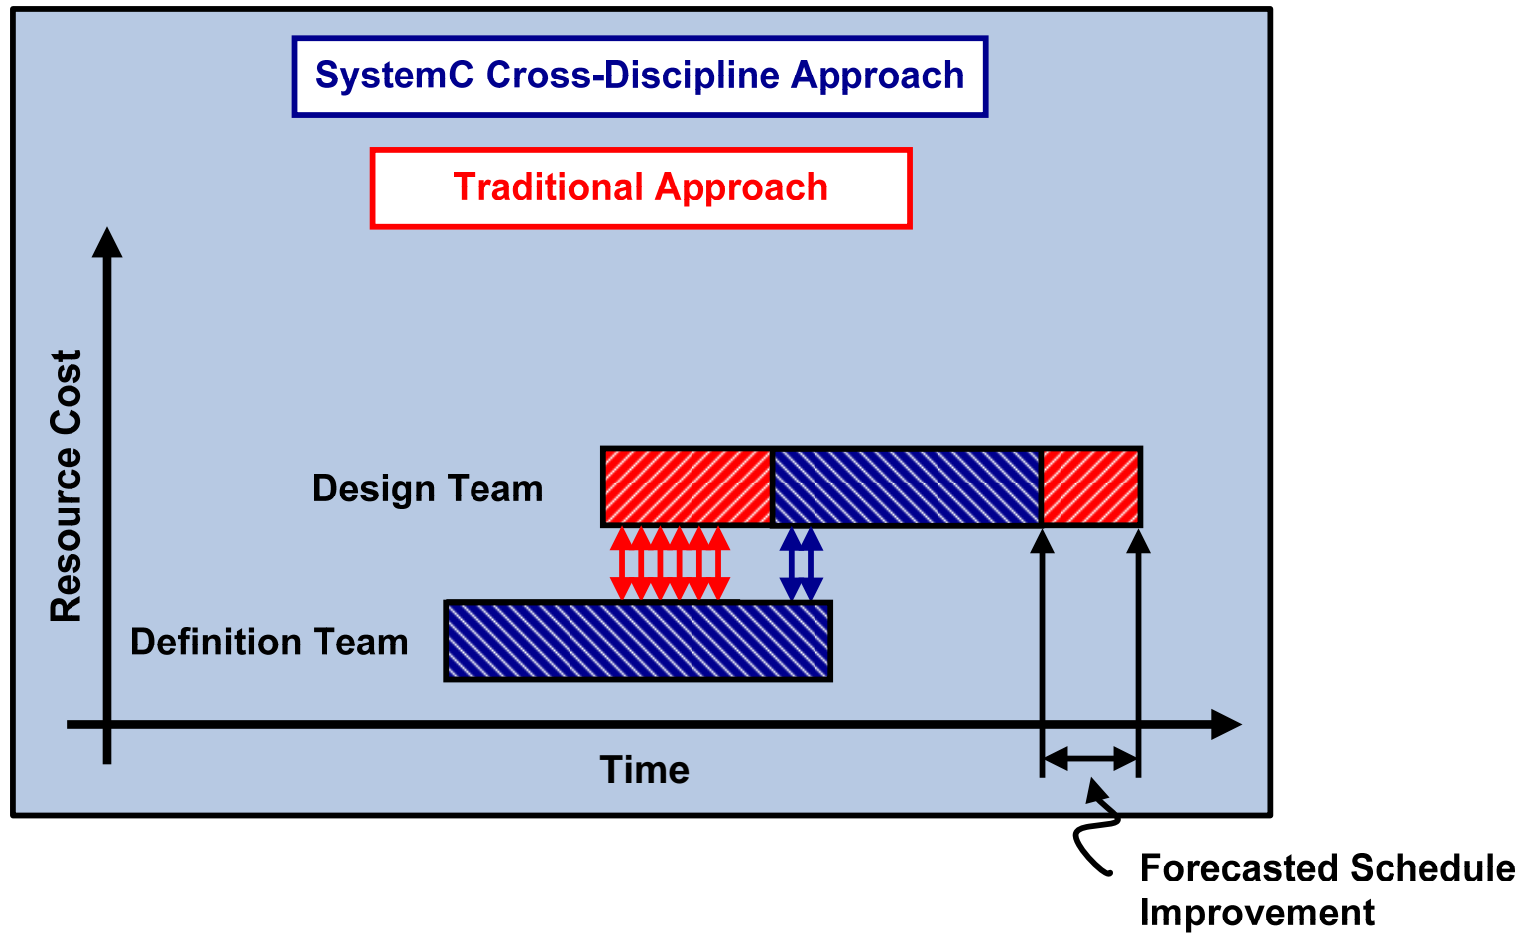 SystemC Cross-Discipline Approach
Traditional Approach
Resource Cost
Design Team
Definition Team
Time
Forecasted Schedule
Improvement